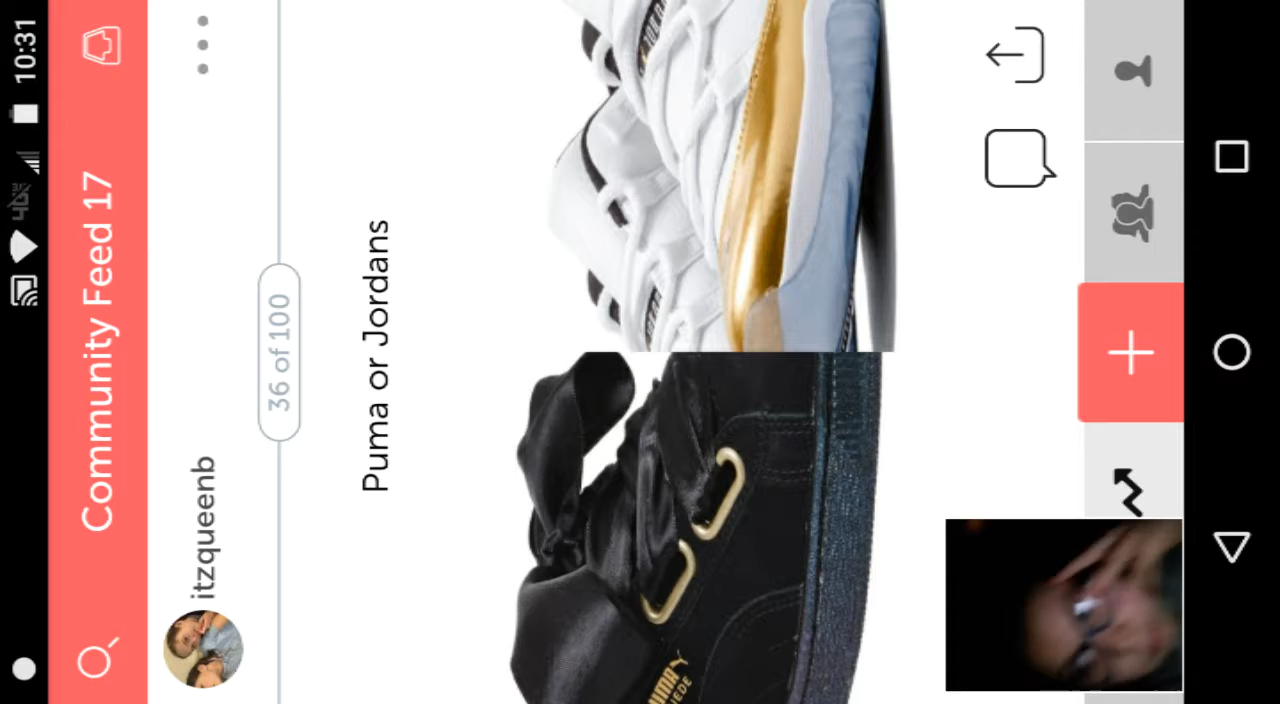 10:31
Community Feed 17
itzqueenb
36 of 100
Puma or Jordans
PUMA